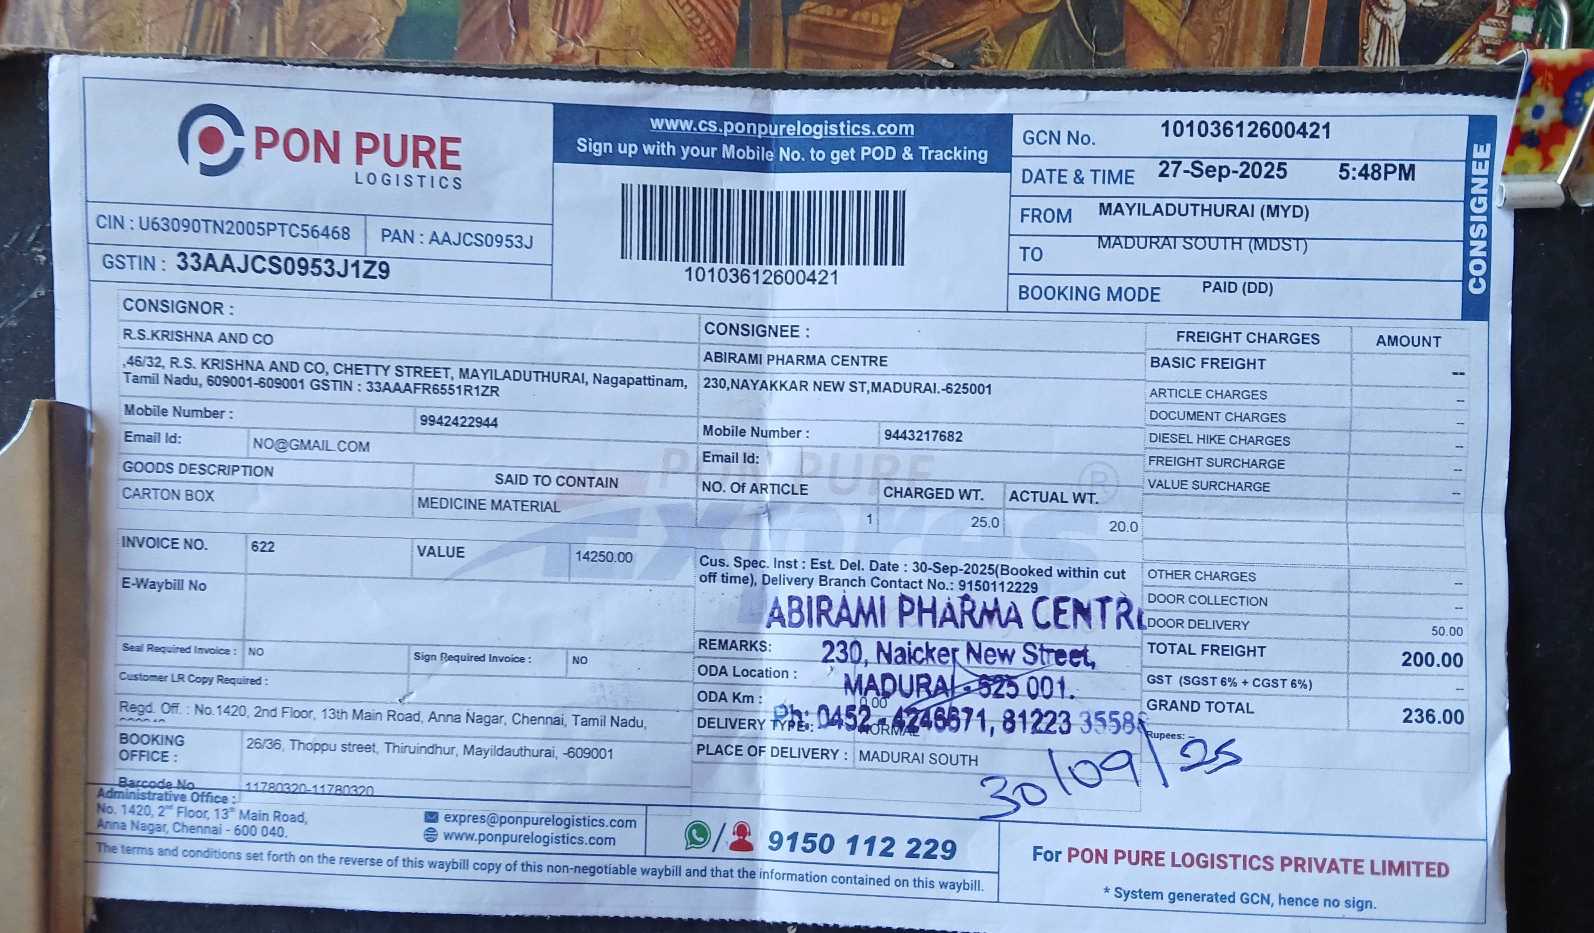 PON PURE
LOGISTICS
CIN : U63090TN2005PTC56468
PAN : AAJCS0953J
GSTIN : 33AAJCS0953J1Z9
www.cs.ponpurelogistics.com
Sign up with your Mobile No. to get POD & Tracking
10103612600421
GCN No. 10103612600421
DATE & TIME 27-Sep-2025 5:48PM
FROM MAYILADUTHURAI (MYD)
TO MADURAI SOUTH (MDST)
BOOKING MODE PAID (DD)
CONSIGNEE
CONSIGNOR :
R.S.KRISHNA AND CO
,46/32, R.S. KRISHNA AND CO, CHETTY STREET, MAYILADUTHURAI, Nagapattinam,
Tamil Nadu, 609001-609001 GSTIN : 33AAAFR6551R1ZR
Mobile Number : 9942422944
Email Id: NO@GMAIL.COM
GOODS DESCRIPTION SAID TO CONTAIN
CARTON BOX MEDICINE MATERIAL
INVOICE NO. 622 VALUE 14250.00
E-Waybill No
Seal Required Invoice : NO Sign Required Invoice : NO
Customer LR Copy Required :
Regd. Off. : No.1420, 2nd Floor, 13th Main Road, Anna Nagar, Chennai, Tamil Nadu,
BOOKING OFFICE : 26/36, Thoppu street, Thiruindhur, Mayildauthurai, -609001
Barcode No 11780320-11780320
CONSIGNEE :
ABIRAMI PHARMA CENTRE
230,NAYAKKAR NEW ST,MADURAI.-625001
Mobile Number : 9443217682
Email Id:
PON PURE
Expres ®
NO. Of ARTICLE CHARGED WT. ACTUAL WT.
1 25.0 20.0
Cus. Spec. Inst : Est. Del. Date : 30-Sep-2025(Booked within cut
off time), Delivery Branch Contact No.: 9150112229
REMARKS:
ODA Location :
ODA Km : 0.00
DELIVERY TYPE : NORMAL
PLACE OF DELIVERY : MADURAI SOUTH
ABIRAMI PHARMA CENTRE
230, Naicker New Street,
MADURAI - 625 001.
Ph: 0452 - 4246671, 81223
30/09/25
FREIGHT CHARGES AMOUNT
BASIC FREIGHT --
ARTICLE CHARGES --
DOCUMENT CHARGES --
DIESEL HIKE CHARGES --
FREIGHT SURCHARGE --
VALUE SURCHARGE --
OTHER CHARGES --
DOOR COLLECTION --
DOOR DELIVERY 50.00
TOTAL FREIGHT 200.00
GST (SGST 6% + CGST 6%) --
GRAND TOTAL 236.00
Rupees: --
Administrative Office :
No. 1420, 2nd Floor, 13th Main Road,
Anna Nagar, Chennai - 600 040.
expres@ponpurelogistics.com
www.ponpurelogistics.com
9150 112 229
The terms and conditions set forth on the reverse of this waybill copy of this non-negotiable waybill and that the information contained on this waybill.
For PON PURE LOGISTICS PRIVATE LIMITED
* System generated GCN, hence no sign.